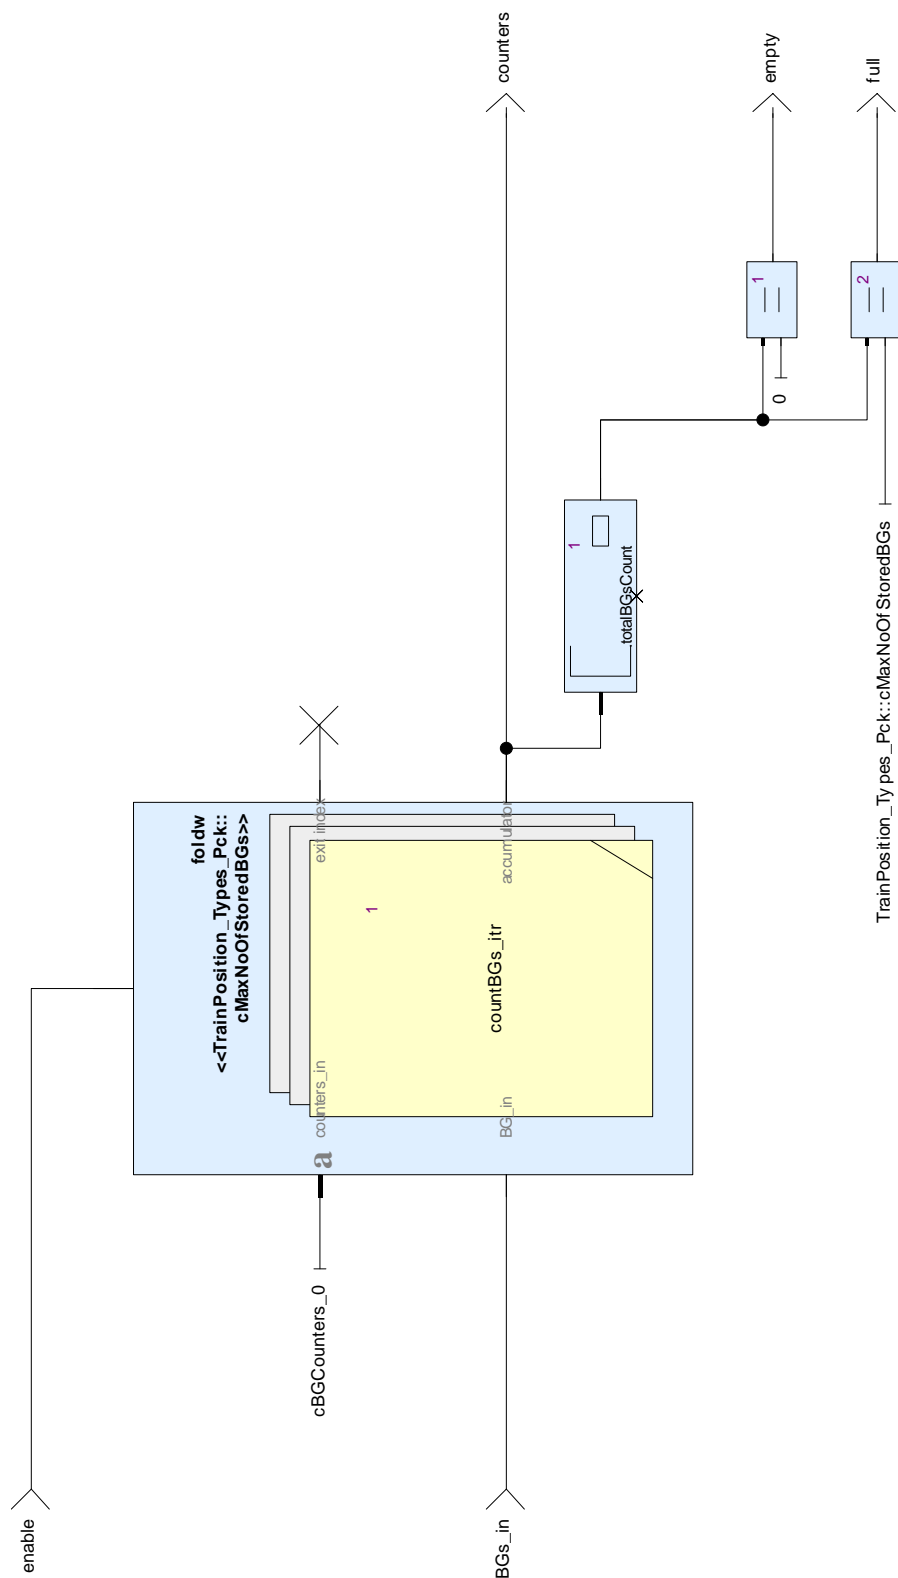 enable
foldw
<<TrainPosition_Types_Pck::
cMaxNoOfStoredBGs>>
cBGCounters_0
a
counters_in
exit index
1
BGs_in
BG_in
countBGs_itr
accumulator
counters
1
.totalBGsCount
0
1
=
empty
TrainPosition_Types_Pck::cMaxNoOfStoredBGs
2
=
full